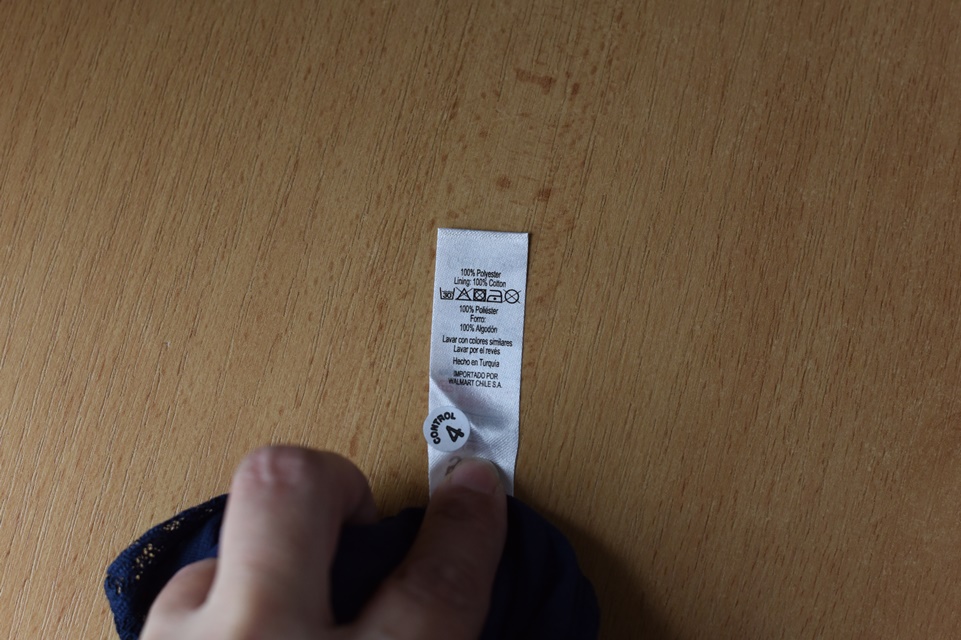 100% Polyester
Lining: 100% Cotton
30
100% Poliéster
Forro:
100% Algodón
Lavar con colores similares
Lavar por el revés
Hecho en Turquia
IMPORTADO POR
WALMART CHILE S.A.
CONTROL
4